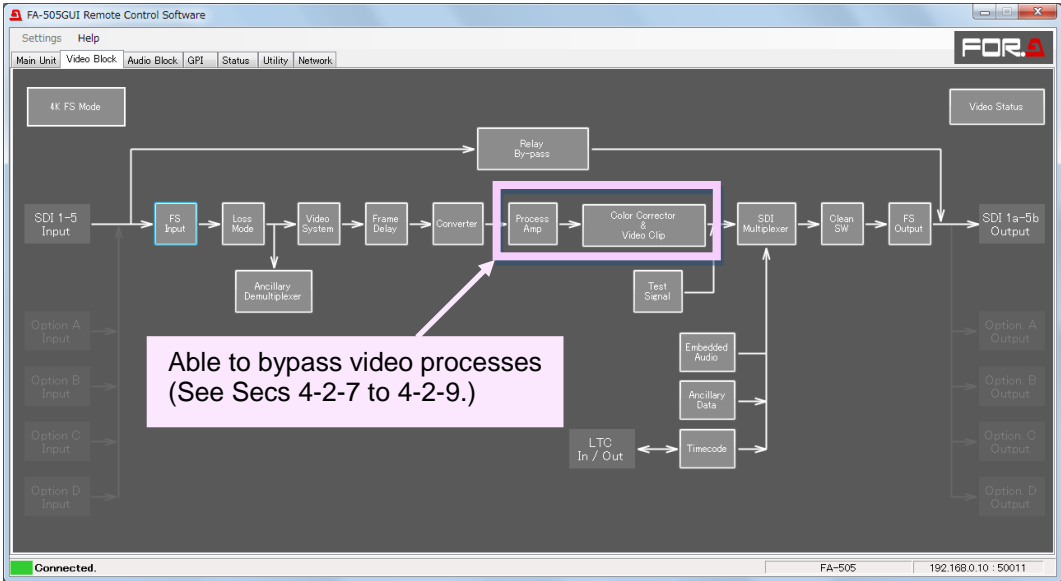 FA-505GUI Remote Control Software
Settings Help
FOR.A
Main Unit Video Block Audio Block GPI Status Utility Network
4K FS Mode
Video Status
Relay
By-pass
SDI 1-5
Input
FS
Input
Loss
Mode
Video
System
Frame
Delay
Converter
Process
Amp
Color Corrector
&
Video Clip
SDI
Multiplexer
Clean
SW
FS
Output
SDI 1a-5b
Output
Ancillary
Demultiplexer
Test
Signal
Option A
Input
Option. A
Output
Able to bypass video processes
(See Secs 4-2-7 to 4-2-9.)
Embedded
Audio
Option B
Input
Ancillary
Data
Option. B
Output
Option C
Input
LTC
In / Out
Timecode
Option. C
Output
Option D
Input
Option. D
Output
Connected.
FA-505
192.168.0.10 : 50011